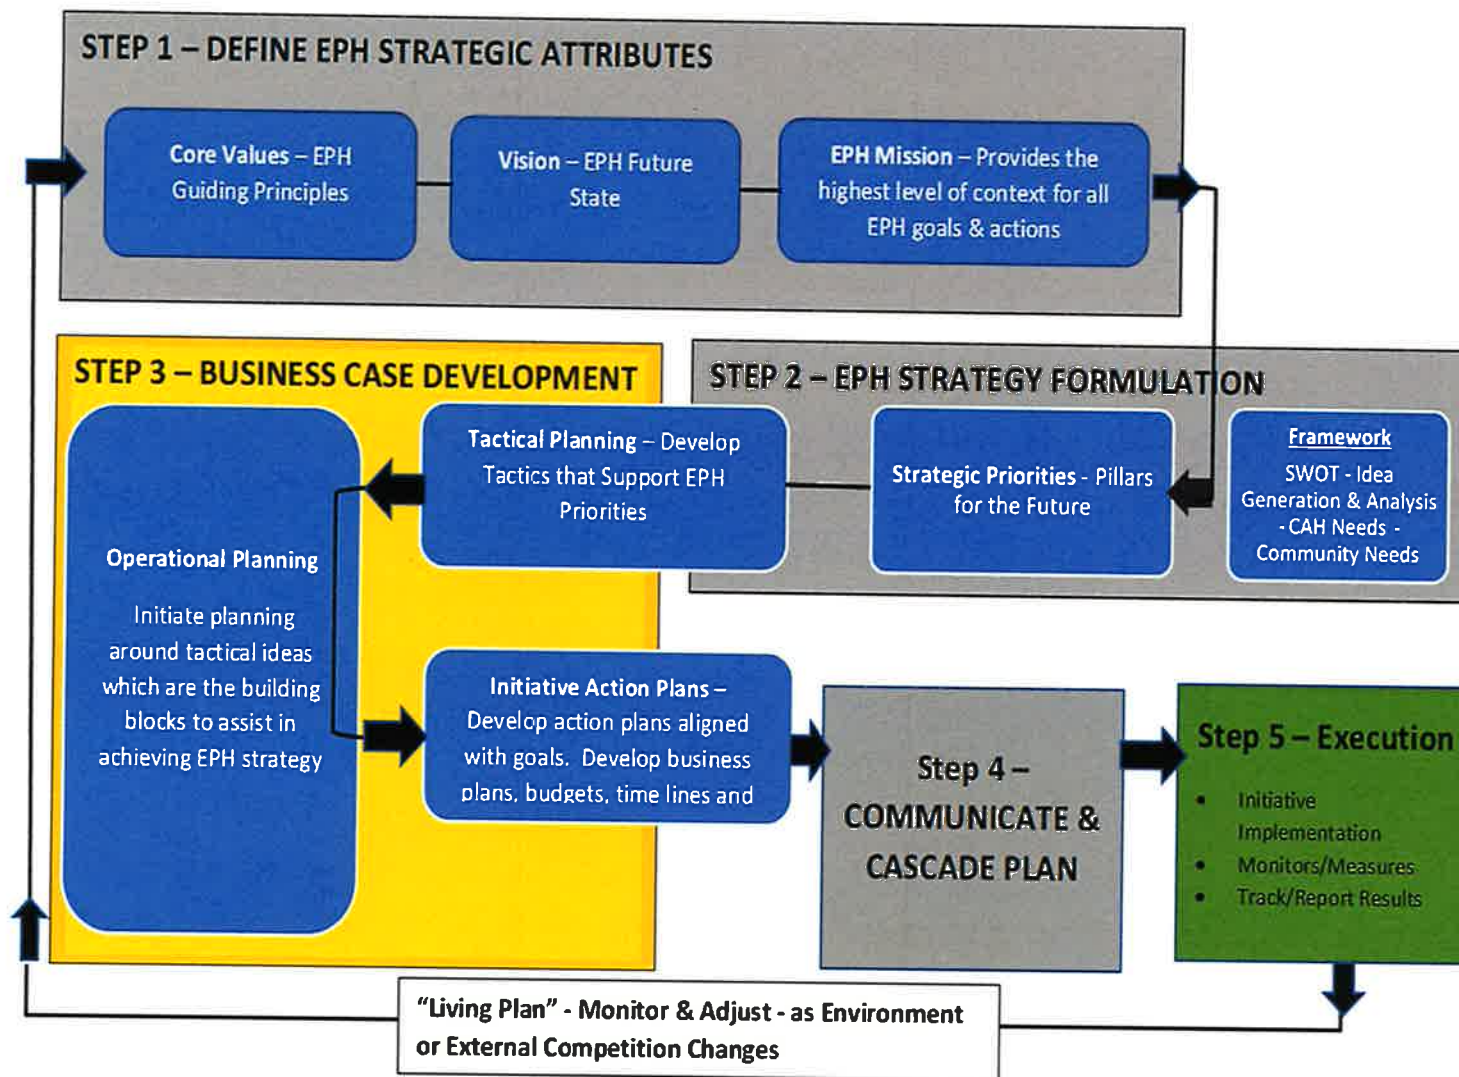 STEP 1 – DEFINE EPH STRATEGIC ATTRIBUTES
Core Values – EPH
Guiding Principles
Vision – EPH Future
State
EPH Mission – Provides the
highest level of context for all
EPH goals & actions
STEP 2 – EPH STRATEGY FORMULATION
Framework
SWOT - Idea
Generation & Analysis
- CAH Needs -
Community Needs
Strategic Priorities - Pillars
for the Future
Tactical Planning – Develop
Tactics that Support EPH
Priorities
STEP 3 – BUSINESS CASE DEVELOPMENT
Operational Planning
Initiate planning
around tactical ideas
which are the building
blocks to assist in
achieving EPH strategy
Initiative Action Plans –
Develop action plans aligned
with goals. Develop business
plans, budgets, time lines and
Step 4 –
COMMUNICATE &
CASCADE PLAN
Step 5 – Execution
• Initiative
Implementation
• Monitors/Measures
• Track/Report Results
“Living Plan” - Monitor & Adjust - as Environment
or External Competition Changes